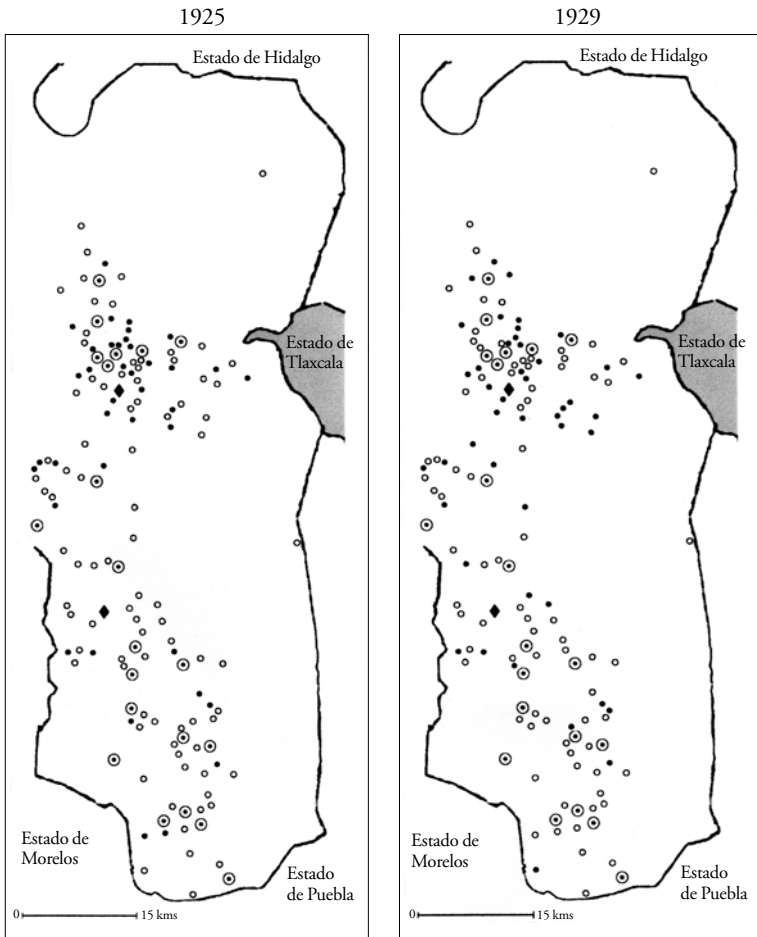 1925
Estado de Hidalgo
Estado de
Tlaxcala
Estado de
Morelos
Estado
de Puebla
0
15 kms
1929
Estado de Hidalgo
Estado de
Tlaxcala
Estado de
Morelos
Estado
de Puebla
0
15 kms